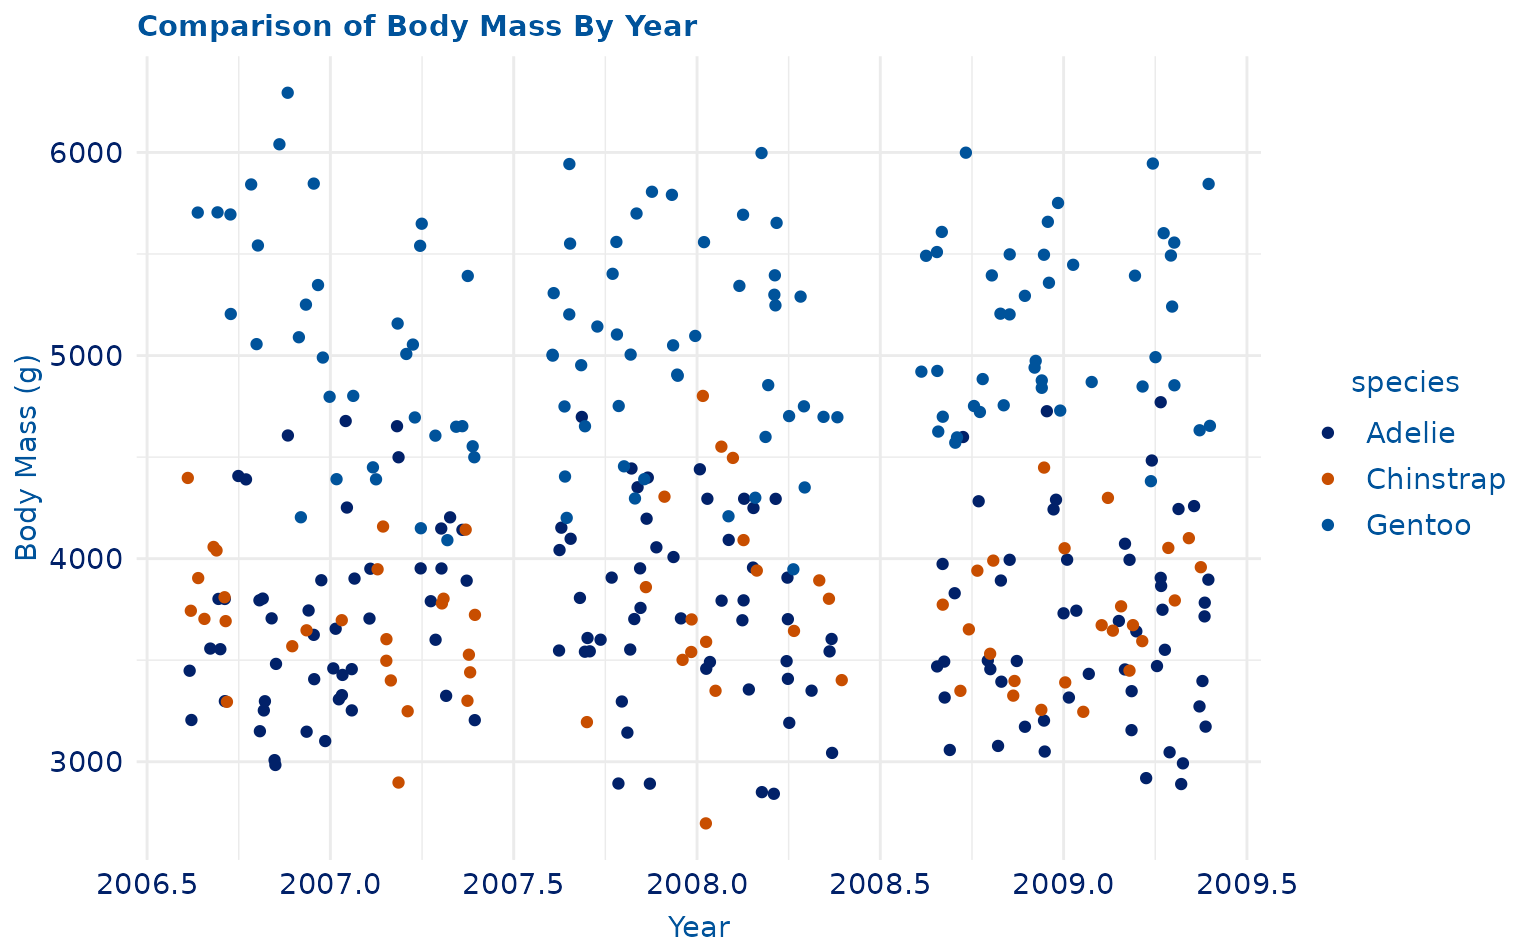 Comparison of Body Mass By Year
6000
5000
4000
3000
Body Mass (g)
2006.5
2007.0
2007.5
2008.0
2008.5
2009.0
2009.5
Year
species
Adelie
Chinstrap
Gentoo